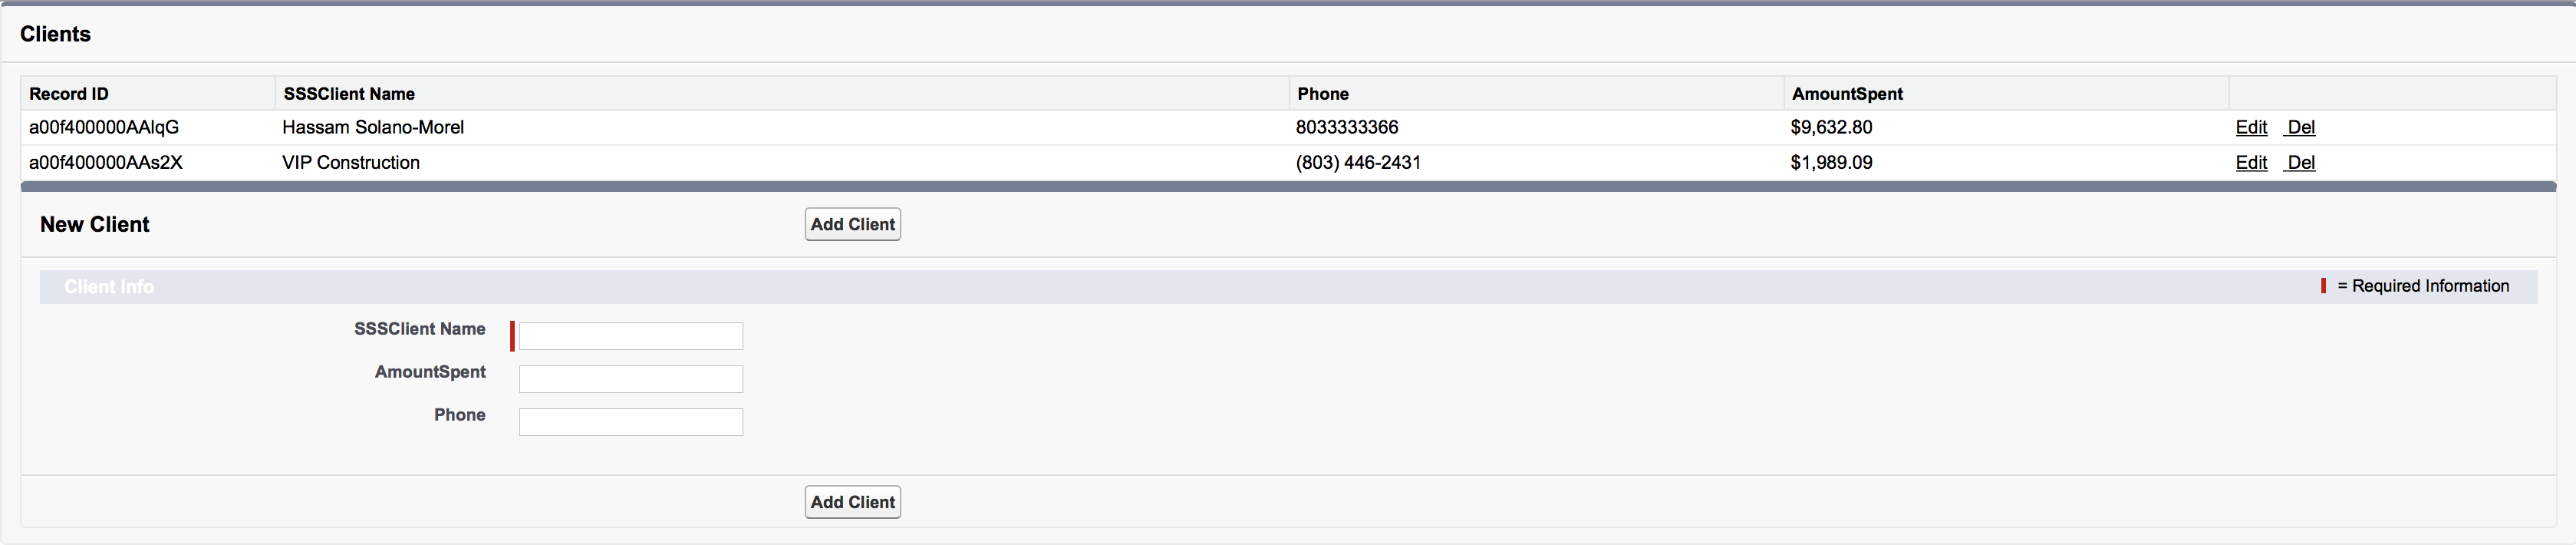 Clients
Record ID SSSClient Name Phone AmountSpent
a00f400000AAlqG Hassam Solano-Morel 8033333366 $9,632.80 Edit Del
a00f400000AAs2X VIP Construction (803) 446-2431 $1,989.09 Edit Del
New Client Add Client
Client Info = Required Information
SSSClient Name
AmountSpent
Phone
Add Client